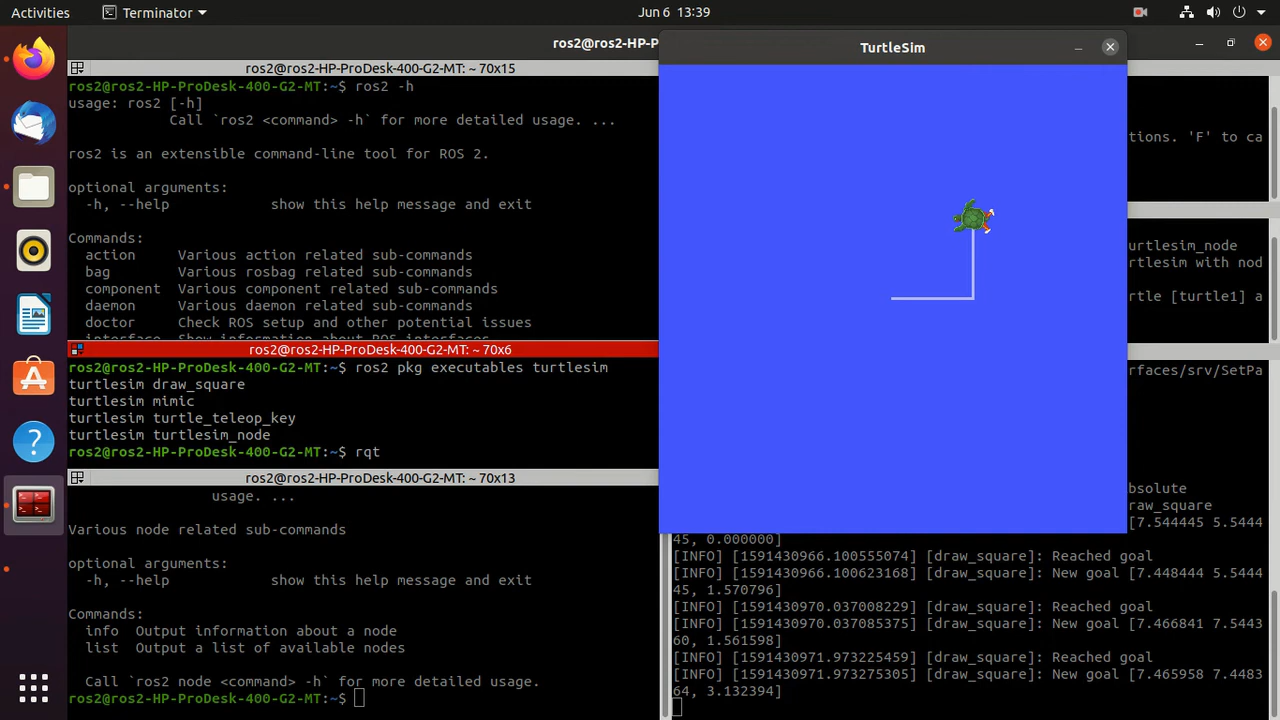 Activities
Terminator
Jun 6 13:39
ros2@ros2-HP-P
TurtleSim
ros2@ros2-HP-ProDesk-400-G2-MT: ~ 70x15
ros2@ros2-HP-ProDesk-400-G2-MT:~$ ros2 -h
usage: ros2 [-h]
Call `ros2 <command> -h` for more detailed usage. ...
ros2 is an extensible command-line tool for ROS 2.
optional arguments:
-h, --help show this help message and exit
Commands:
action Various action related sub-commands
bag Various rosbag related sub-commands
component Various component related sub-commands
daemon Various daemon related sub-commands
doctor Check ROS setup and other potential issues
interface Show information about ROS interfaces
ros2@ros2-HP-ProDesk-400-G2-MT: ~ 70x6
ros2@ros2-HP-ProDesk-400-G2-MT:~$ ros2 pkg executables turtlesim
turtlesim draw_square
turtlesim mimic
turtlesim turtle_teleop_key
turtlesim turtlesim_node
ros2@ros2-HP-ProDesk-400-G2-MT:~$ rqt
ros2@ros2-HP-ProDesk-400-G2-MT: ~ 70x13
usage. ...
Various node related sub-commands
optional arguments:
-h, --help show this help message and exit
Commands:
info Output information about a node
list Output a list of available nodes
Call `ros2 node <command> -h` for more detailed usage.
ros2@ros2-HP-ProDesk-400-G2-MT:~$
tions. 'F' to ca
urtlesim_node
rtlesim with nod
rtle [turtle1] a
rfaces/srv/SetPa
bsolute
raw_square
[7.544445 5.5444
45, 0.000000]
[INFO] [1591430966.100555074] [draw_square]: Reached goal
[INFO] [1591430966.100623168] [draw_square]: New goal [7.448444 5.5444
45, 1.570796]
[INFO] [1591430970.037008229] [draw_square]: Reached goal
[INFO] [1591430970.037085375] [draw_square]: New goal [7.466841 7.5443
60, 1.561598]
[INFO] [1591430971.973225459] [draw_square]: Reached goal
[INFO] [1591430971.973275305] [draw_square]: New goal [7.465958 7.4483
64, 3.132394]